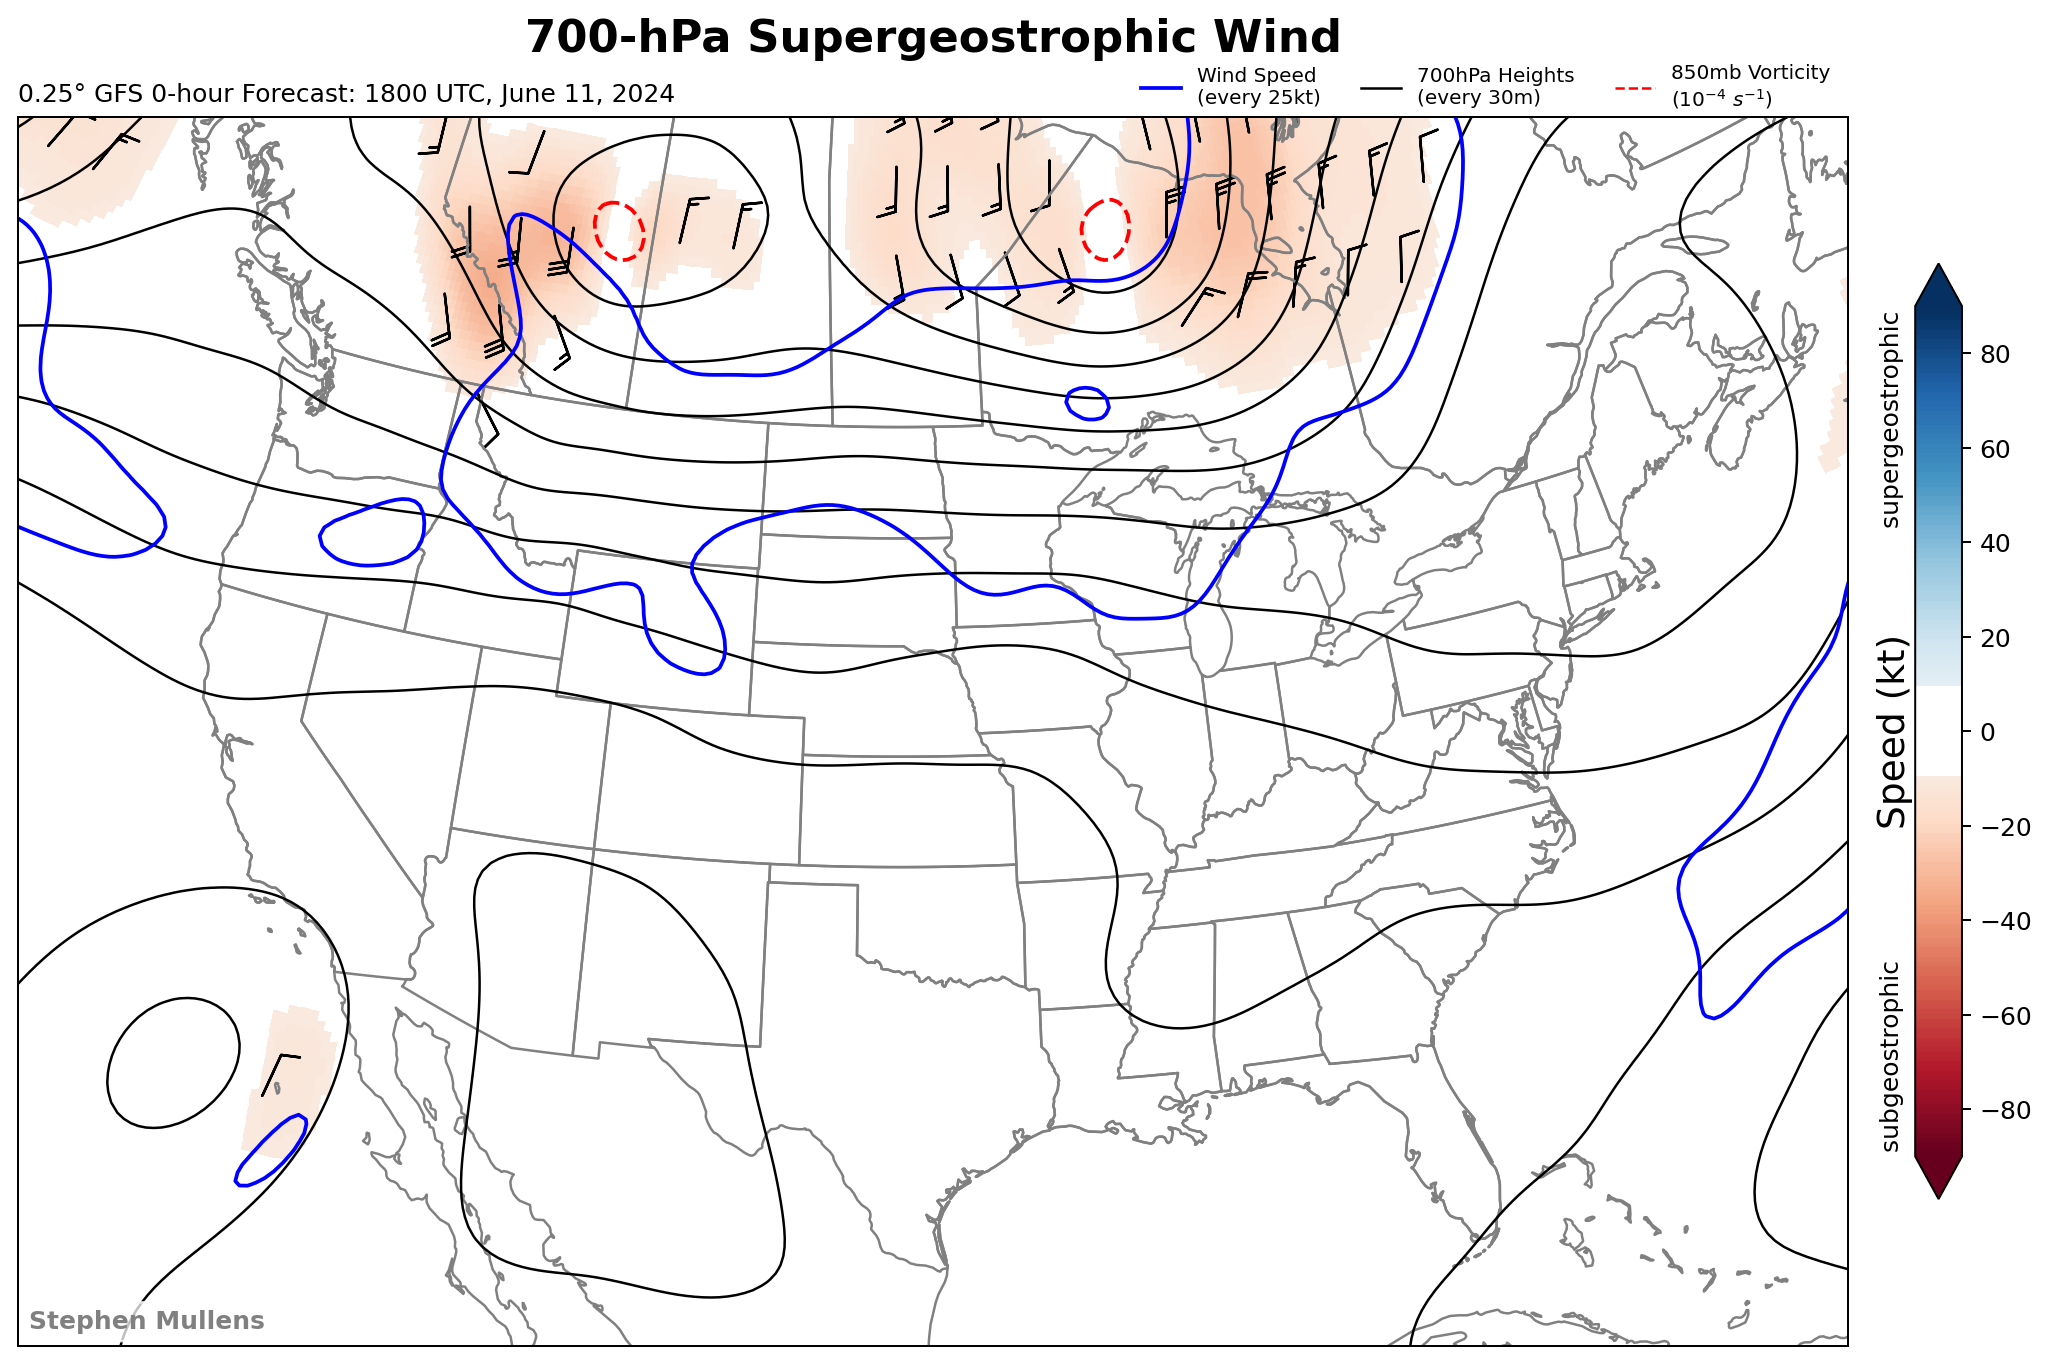 700-hPa Supergeostrophic Wind
0.25° GFS 0-hour Forecast: 1800 UTC, June 11, 2024
Wind Speed
(every 25kt)
700hPa Heights
(every 30m)
850mb Vorticity
(10⁻⁴ s⁻¹)
supergeostrophic
Speed (kt)
subgeostrophic
80
60
40
20
0
−20
−40
−60
−80
Stephen Mullens